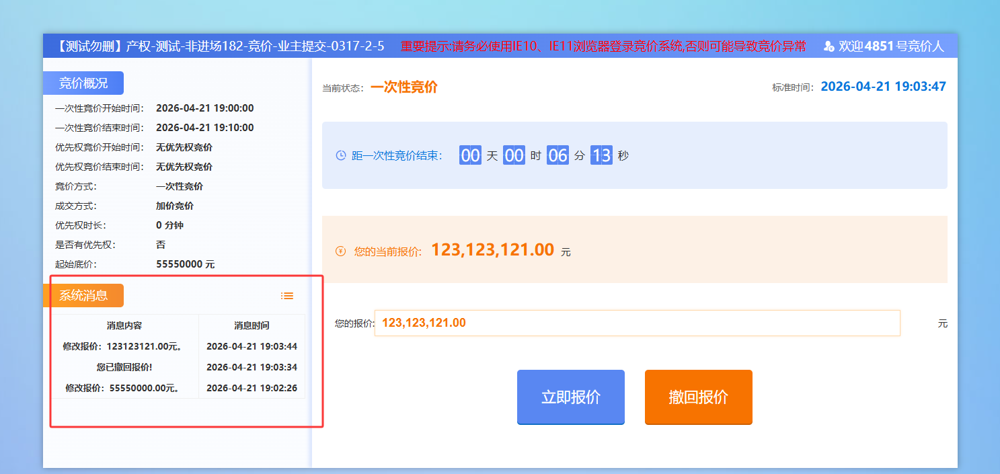 【测试勿删】产权-测试-非进场182-竞价-业主提交-0317-2-5 重要提示:请务必使用IE10、IE11浏览器登录竞价系统,否则可能导致竞价异常 欢迎4851号竞价人
竞价概况
一次性竞价开始时间： 2026-04-21 19:00:00
一次性竞价结束时间： 2026-04-21 19:10:00
优先权竞价开始时间： 无优先权竞价
优先权竞价结束时间： 无优先权竞价
竞价方式： 一次性竞价
成交方式： 加价竞价
优先权时长： 0 分钟
是否有优先权： 否
起始底价： 55550000 元
系统消息
消息内容 消息时间
修改报价：123123121.00元。 2026-04-21 19:03:44
您已撤回报价! 2026-04-21 19:03:34
修改报价：55550000.00元。 2026-04-21 19:02:26
当前状态： 一次性竞价 标准时间： 2026-04-21 19:03:47
距一次性竞价结束： 00 天 00 时 06 分 13 秒
您的当前报价: 123,123,121.00 元
您的报价: 123,123,121.00 元
立即报价 撤回报价